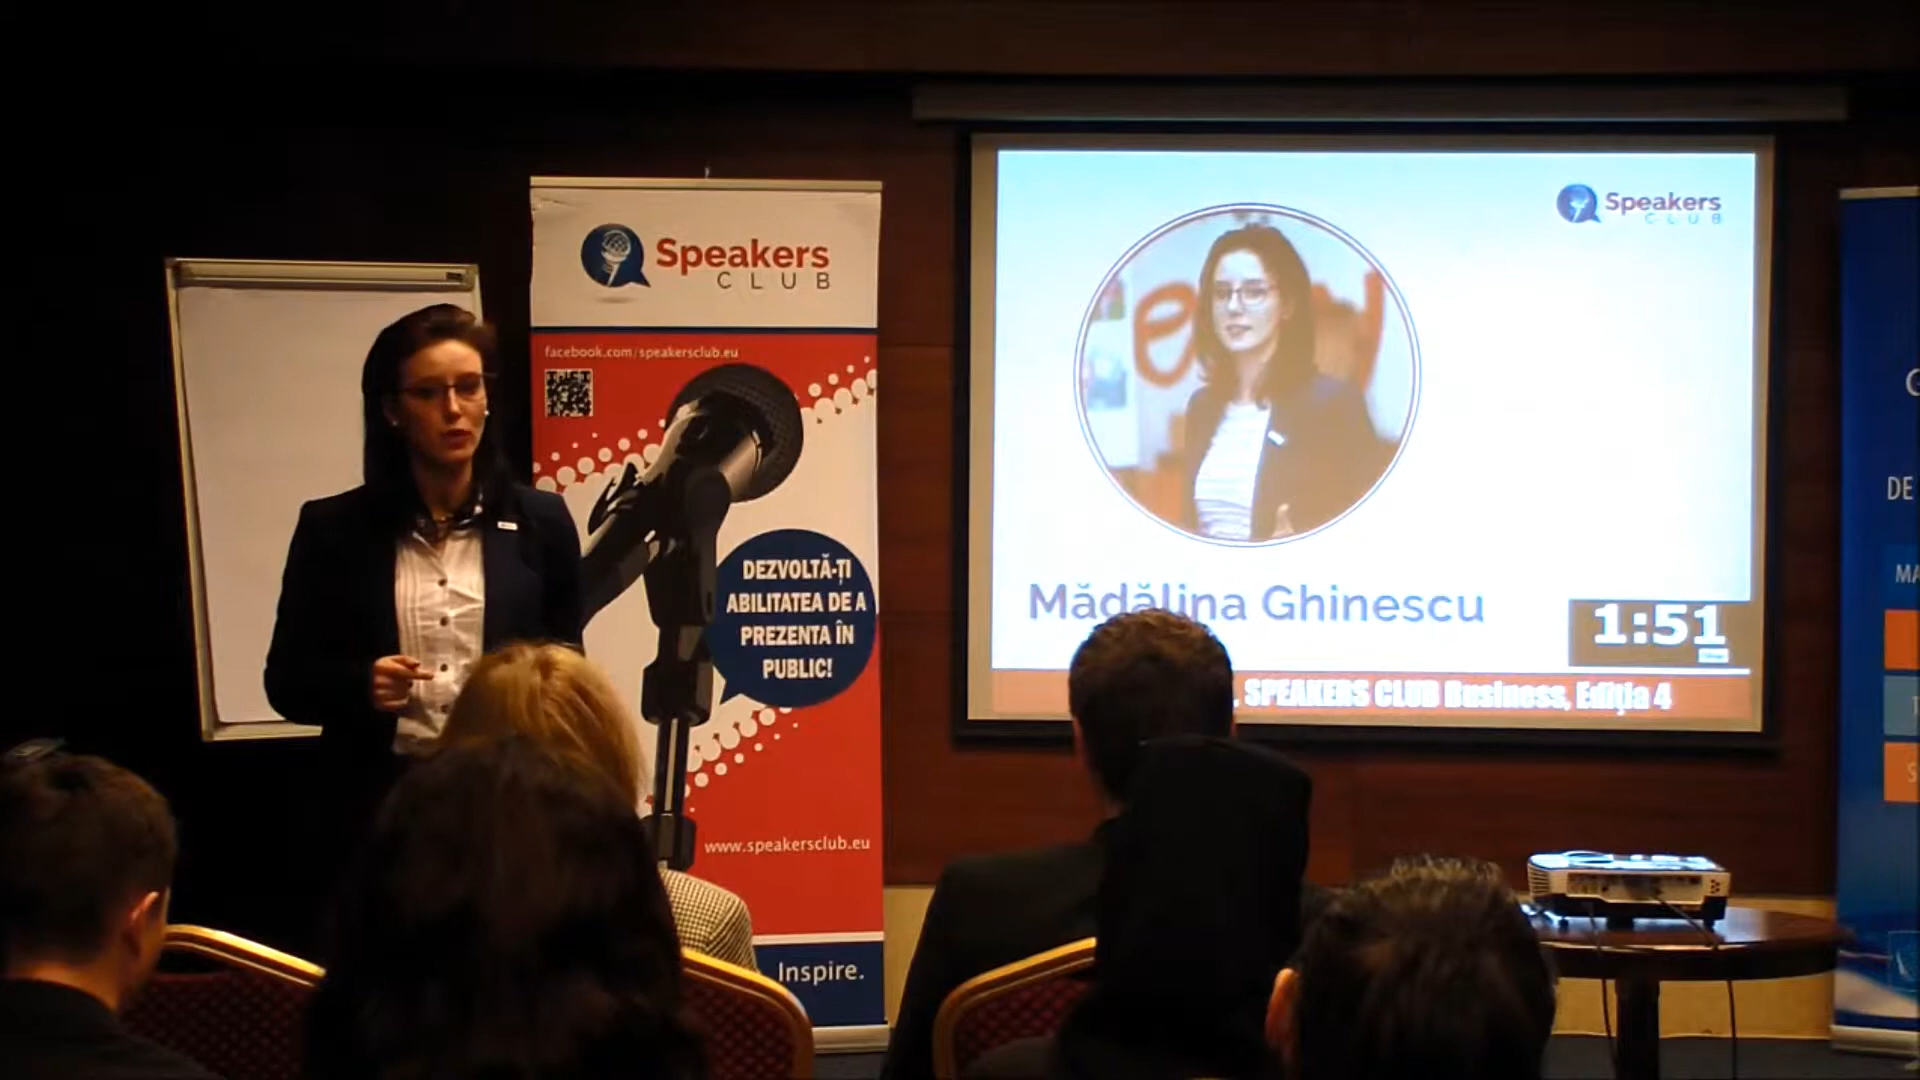 Speakers
CLUB
facebook.com/speakersclub.eu
DEZVOLTĂ-ȚI
ABILITATEA DE A
PREZENTA ÎN
PUBLIC!
www.speakersclub.eu
Inspire.
Speakers
CLUB
Mădălina Ghinescu
1:51
SPEAKERS CLUB Business, Ediția 4
DE
MA